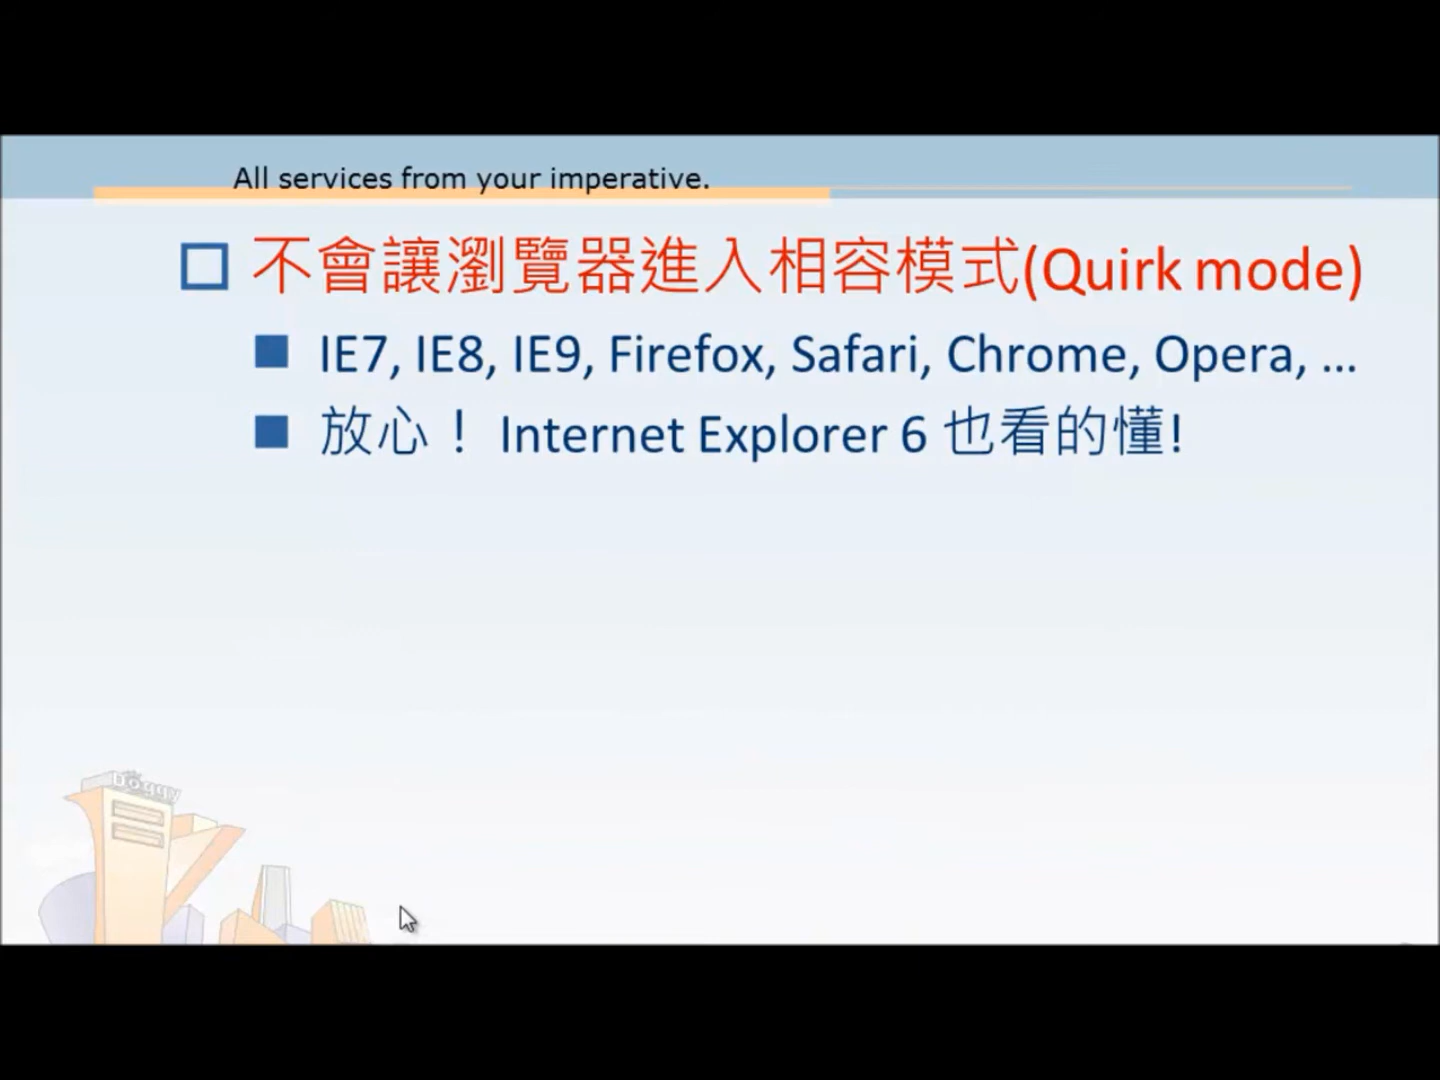 All services from your imperative.
不會讓瀏覽器進入相容模式(Quirk mode)
IE7, IE8, IE9, Firefox, Safari, Chrome, Opera, ...
放心！ Internet Explorer 6 也看的懂!
Doggy